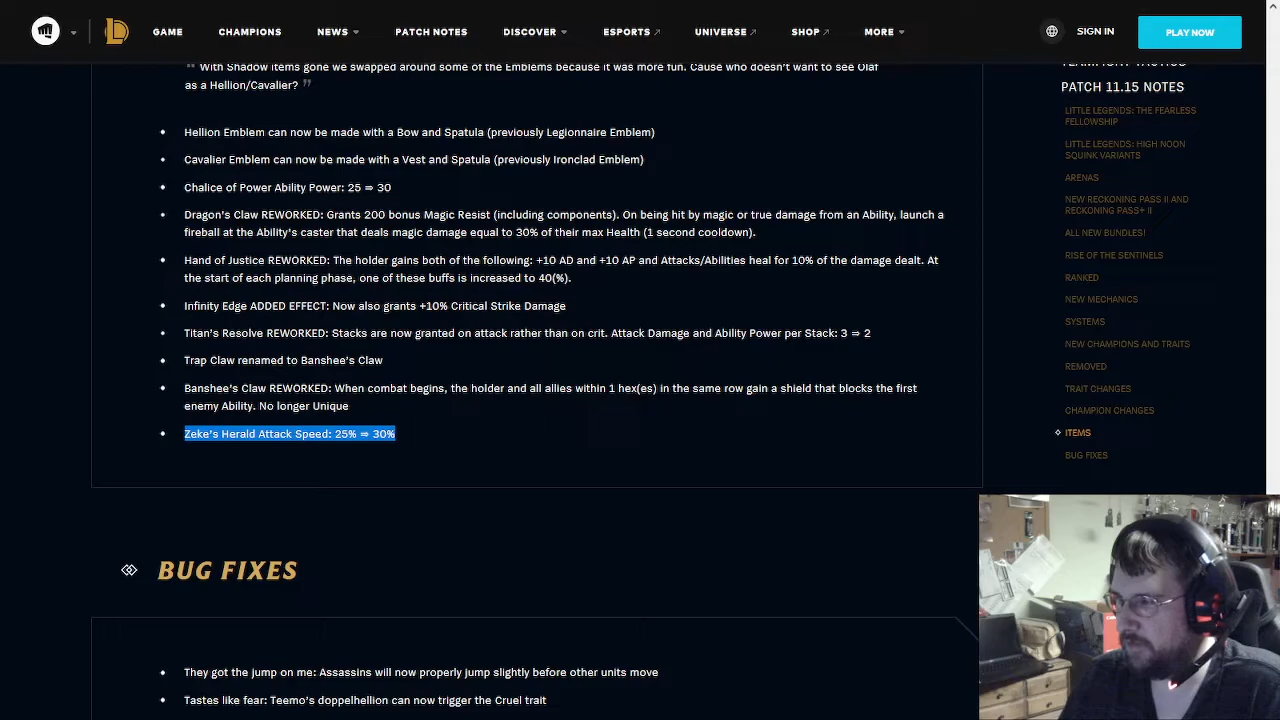 GAME CHAMPIONS NEWS PATCH NOTES DISCOVER ESPORTS UNIVERSE SHOP MORE SIGN IN PLAY NOW
" With Shadow items gone we swapped around some of the Emblems because it was more fun. Cause who doesn't want to see Olaf
as a Hellion/Cavalier? "
• Hellion Emblem can now be made with a Bow and Spatula (previously Legionnaire Emblem)
• Cavalier Emblem can now be made with a Vest and Spetula (previously Ironclad Emblem)
• Chalice of Power Ability Power: 25 ⇒ 30
• Dragon's Claw REWORKED: Grants bonus Magic Resist (including components). On being hit by magic or true damage from an Ability, launch a
fireball at the Ability's caster that deals magic damage equal to 30% of their max Health (1 second cooldown).
• Hand of Justice REWORKED: The holder gains both of the following: +10 AD and +10 AP and Attacks/Abilities heal for 10% of the damage dealt. At
the start of each planning phase, one of these buffs is increased to 40(%).
• Infinity Edge ADDED EFFECT: Now also grants +10% Critical Strike Damage
• Titan's Resolve REWORKED: Stacks are now granted on attack rather than on crit. Attack Damage and Ability Power per Stack: 3 ⇒ 2
• Trap Claw renamed to Banshee's Claw
• Banshee's Claw REWORKED: When combat begins, the holder and all allies within 1 hex(es) in the same row gain a shield that blocks the first
enemy Ability. No longer Unique
• Zeke's Herald Attack Speed: 25% ⇒ 30%
BUG FIXES
• They got the jump on me: Assassins will now properly jump slightly before other units move
• Tastes like fear: Teemo's doppelhellion can now trigger the Cruel trait
TEAMFIGHT TACTICS
PATCH 11.15 NOTES
LITTLE LEGENDS: THE FEARLESS
FELLOWSHIP
LITTLE LEGENDS: HIGH NOON
SQUINK VARIANTS
ARENAS
NEW RECKONING PASS II AND
RECKONING PASS+ II
ALL NEW BUNDLES!
RISE OF THE SENTINELS
RANKED
NEW MECHANICS
SYSTEMS
NEW CHAMPIONS AND TRAITS
REMOVED
TRAIT CHANGES
CHAMPION CHANGES
ITEMS
BUG FIXES